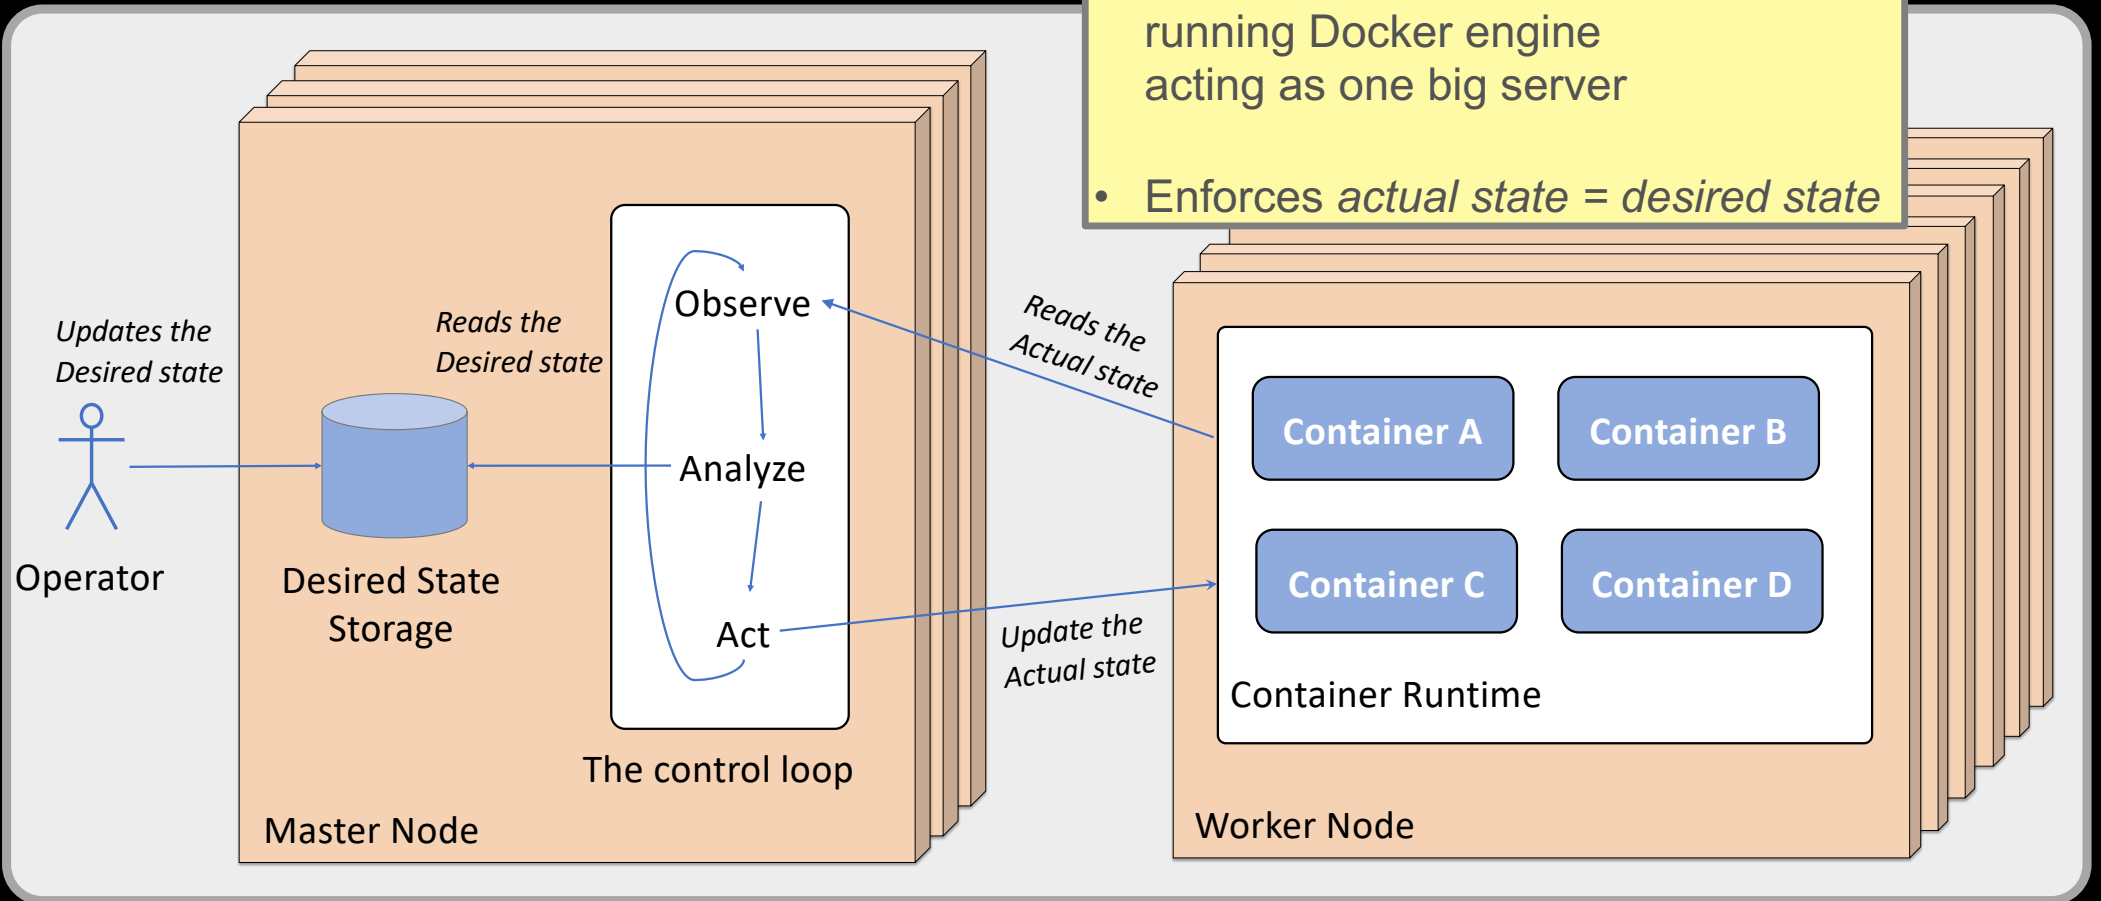 running Docker engine
acting as one big server
• Enforces actual state = desired state
Updates the
Desired state
Operator
Reads the
Desired state
Desired State
Storage
Observe
Analyze
Act
The control loop
Master Node
Reads the
Actual state
Update the
Actual state
Container A
Container B
Container C
Container D
Container Runtime
Worker Node